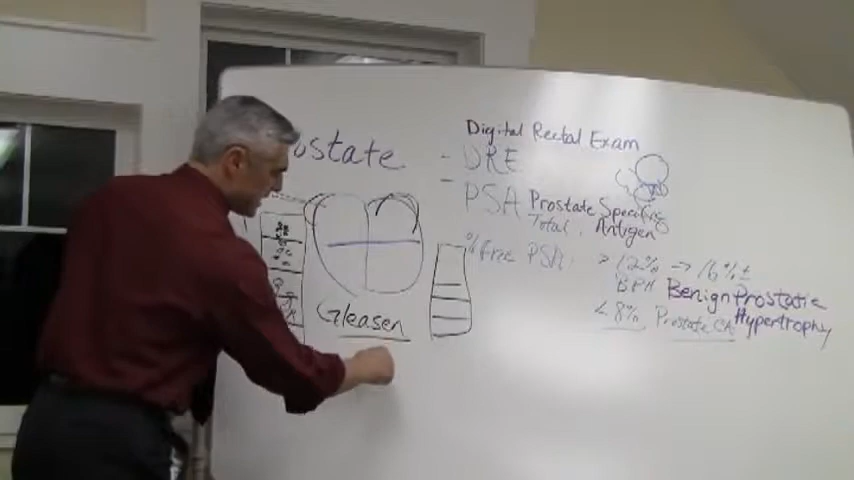 ostate
Digital Rectal Exam
- DRE
- PSA Prostate Specific
Total, Antigen
% free PSA. > 12% → 16% ±
BPH Benign Prostatic
Hypertrophy
< 8% Prostate CA
Gleasen